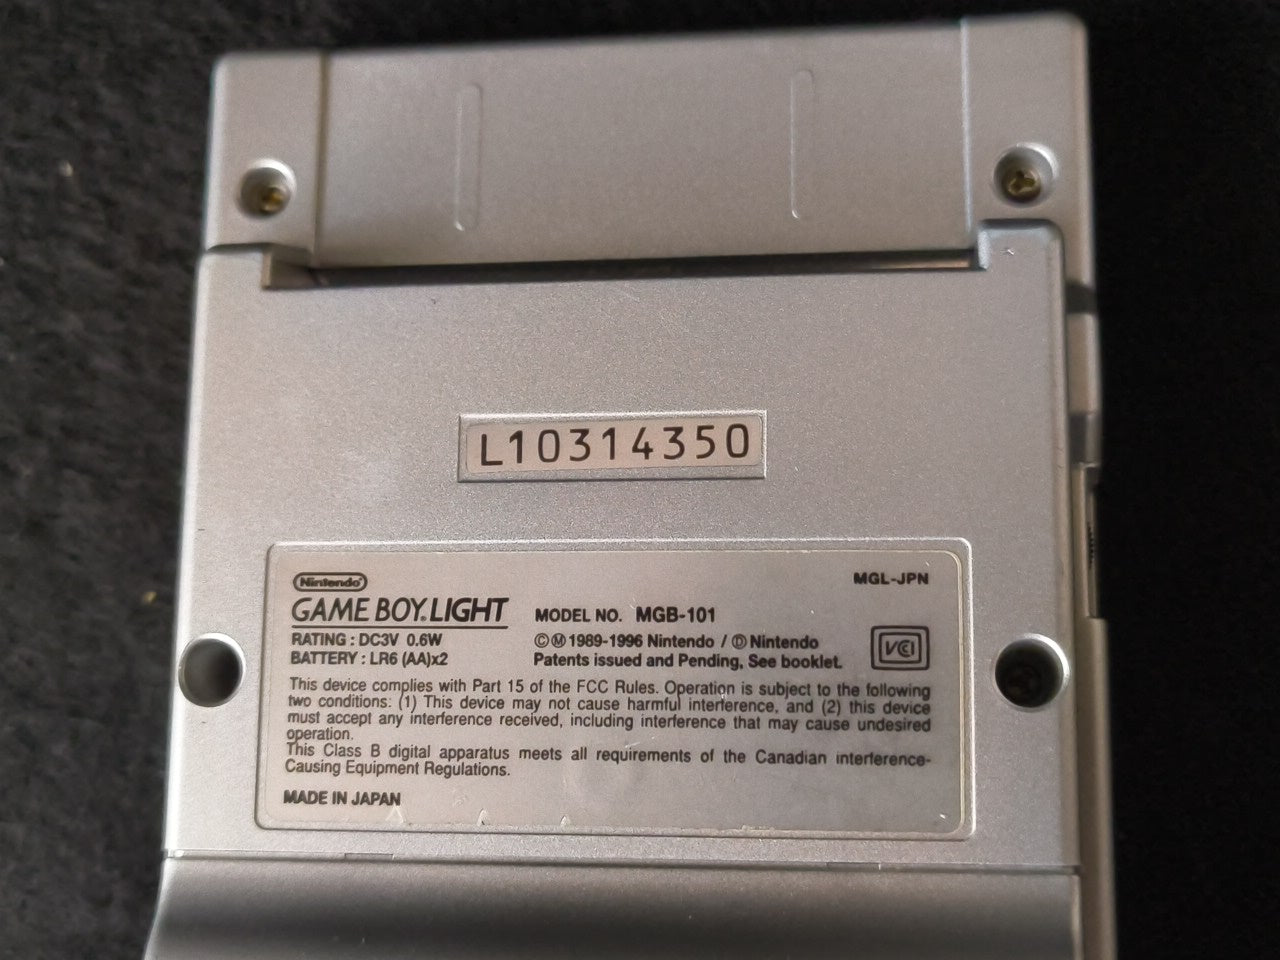 L10314350
Nintendo
MGL-JPN
GAME BOY. LIGHT
MODEL NO. MGB-101
RATING : DC3V 0.6W
©Ⓜ1989-1996 Nintendo / ⒹNintendo
VCI
BATTERY : LR6 (AA)x2
Patents issued and Pending, See booklet.
This device complies with Part 15 of the FCC Rules. Operation is subject to the following
two conditions: (1) This device may not cause harmful interference, and (2) this device
must accept any interference received, including interference that may cause undesired
operation.
This Class B digital apparatus meets all requirements of the Canadian interference-
Causing Equipment Regulations.
MADE IN JAPAN